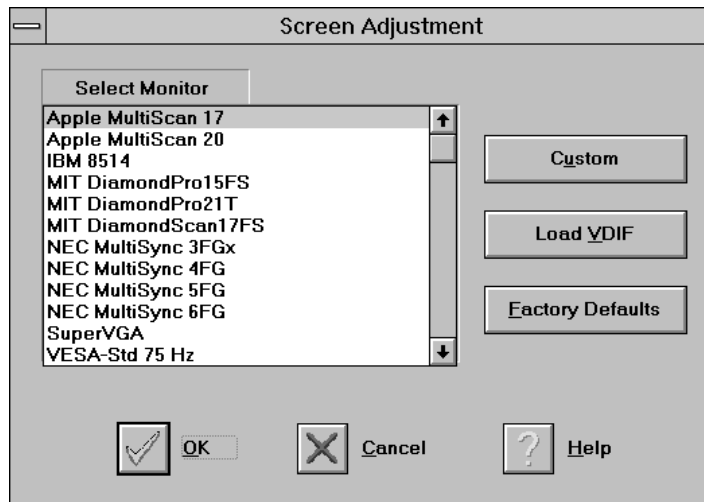 Screen Adjustment
Select Monitor
Apple MultiScan 17
Apple MultiScan 20
IBM 8514
MIT DiamondPro15FS
MIT DiamondPro21T
MIT DiamondScan17FS
NEC MultiSync 3FGx
NEC MultiSync 4FG
NEC MultiSync 5FG
NEC MultiSync 6FG
SuperVGA
VESA-Std 75 Hz
Custom
Load VDIF
Factory Defaults
OK
Cancel
? Help